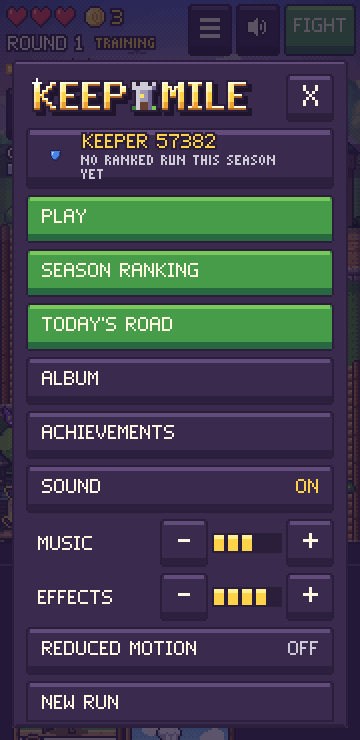 3
FIGHT
ROUND 1 TRAINING
KEEP MILE
X
KEEPER 57382
NO RANKED RUN THIS SEASON
YET
PLAY
SEASON RANKING
TODAY'S ROAD
ALBUM
ACHIEVEMENTS
SOUND ON
MUSIC - +
EFFECTS - +
REDUCED MOTION OFF
NEW RUN